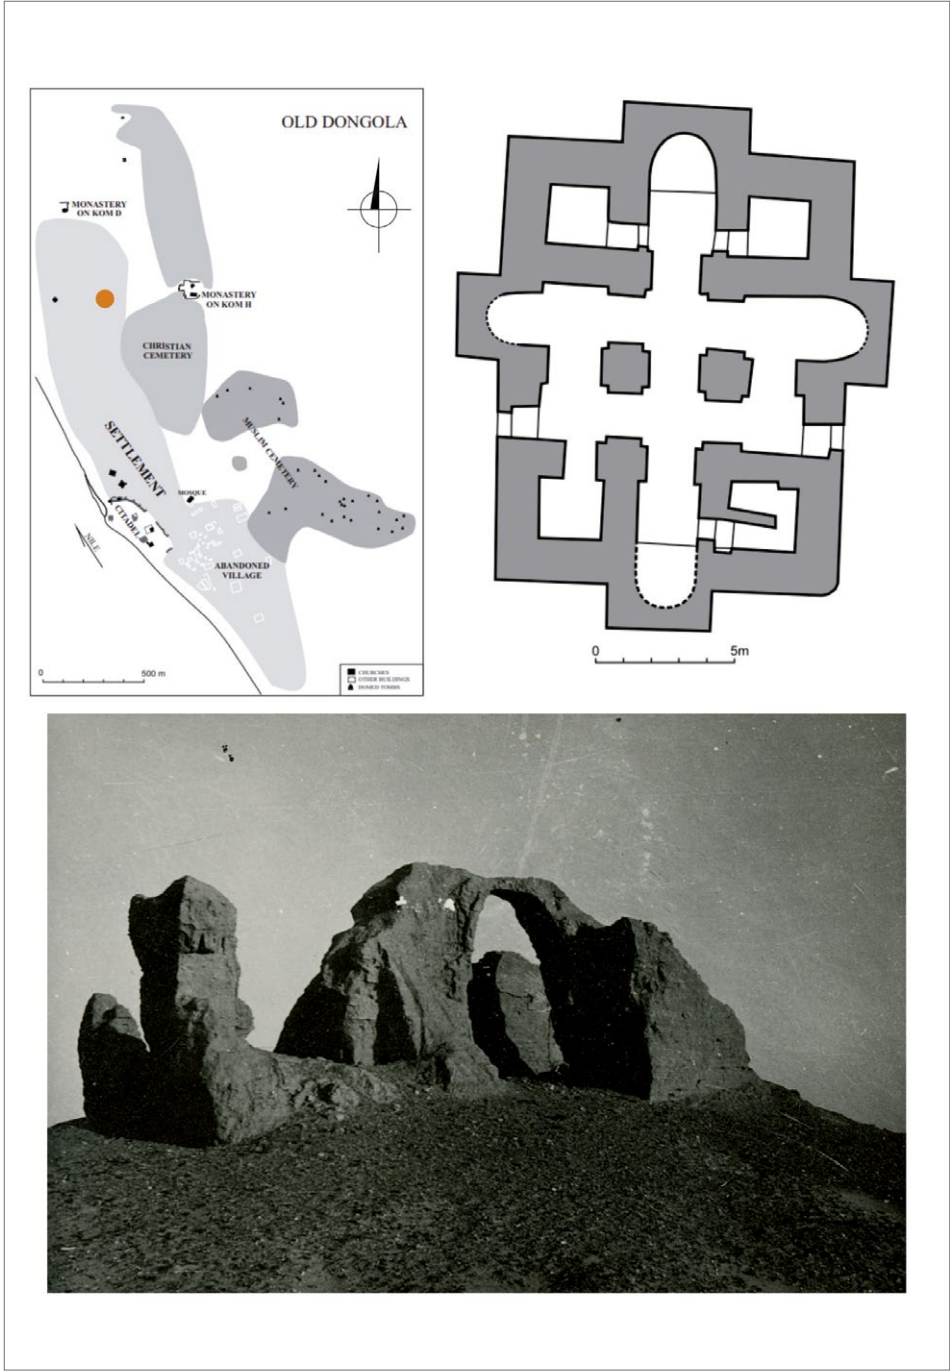 OLD DONGOLA
MONASTERY
ON KOM D
MONASTERY
ON KOM H
CHRISTIAN
CEMETERY
MUSLIM CEMETERY
SETTLEMENT
MOSQUE
CITADEL
NILE
ABANDONED
VILLAGE
0 500 m
CHURCHES
OTHER BUILDINGS
DOMED TOMBS
0 5m